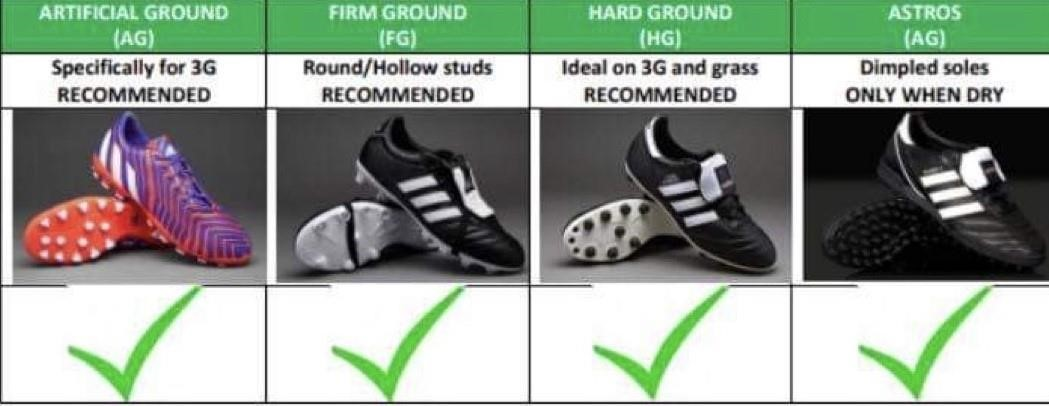 ARTIFICIAL GROUND
(AG)
FIRM GROUND
(FG)
HARD GROUND
(HG)
ASTROS
(AG)
Specifically for 3G
RECOMMENDED
Round/Hollow studs
RECOMMENDED
Ideal on 3G and grass
RECOMMENDED
Dimpled soles
ONLY WHEN DRY